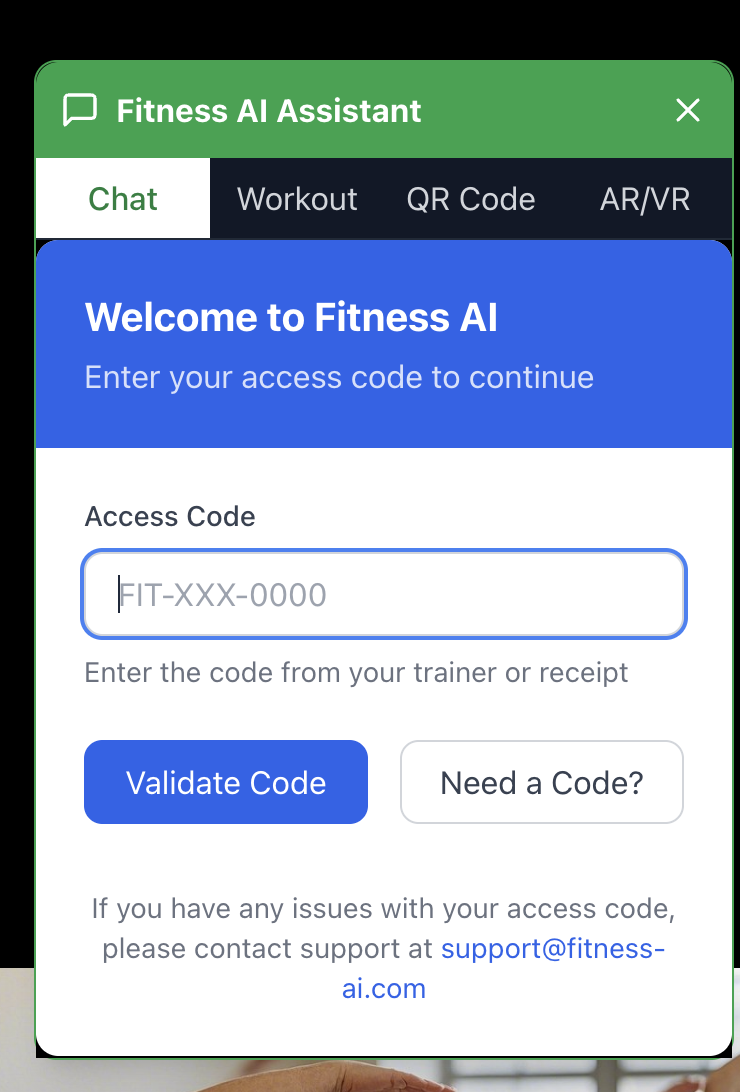 Fitness AI Assistant
Chat Workout QR Code AR/VR
Welcome to Fitness AI
Enter your access code to continue
Access Code
FIT-XXX-0000
Enter the code from your trainer or receipt
Validate Code Need a Code?
If you have any issues with your access code,
please contact support at support@fitness-
ai.com